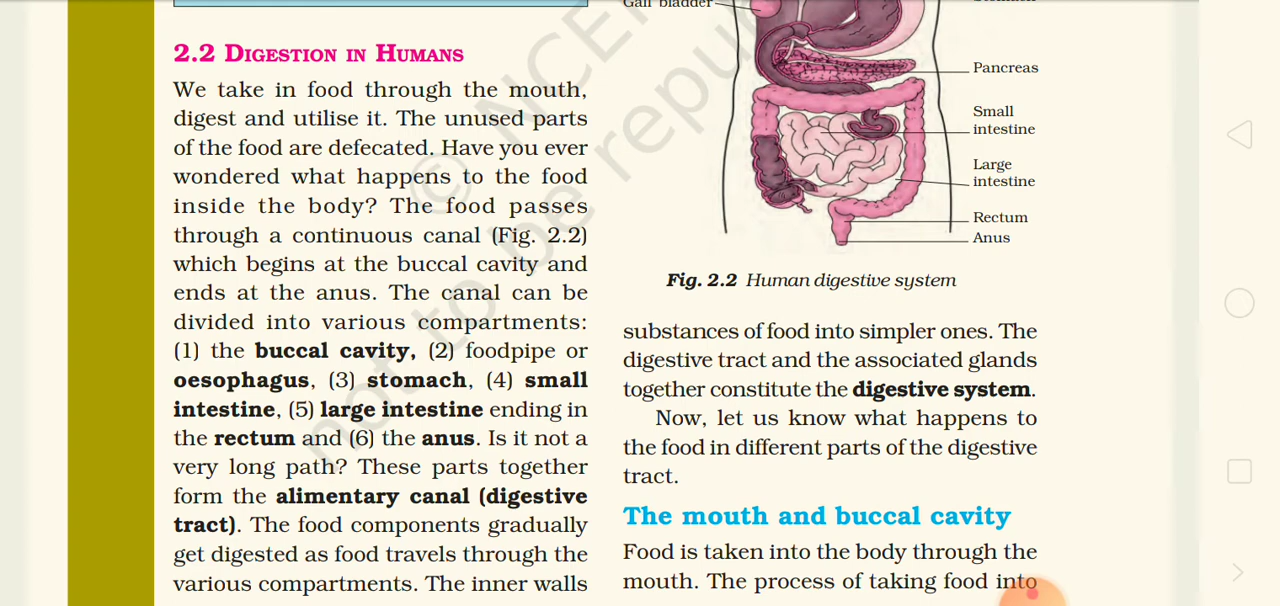 2.2 DIGESTION IN HUMANS
We take in food through the mouth,
digest and utilise it. The unused parts
of the food are defecated. Have you ever
wondered what happens to the food
inside the body? The food passes
through a continuous canal (Fig. 2.2)
which begins at the buccal cavity and
ends at the anus. The canal can be
divided into various compartments:
(1) the buccal cavity, (2) foodpipe or
oesophagus, (3) stomach, (4) small
intestine, (5) large intestine ending in
the rectum and (6) the anus. Is it not a
very long path? These parts together
form the alimentary canal (digestive
tract). The food components gradually
get digested as food travels through the
various compartments. The inner walls
Gall bladder
Pancreas
Small
intestine
Large
intestine
Rectum
Anus
Fig. 2.2 Human digestive system
substances of food into simpler ones. The
digestive tract and the associated glands
together constitute the digestive system.
Now, let us know what happens to
the food in different parts of the digestive
tract.
The mouth and buccal cavity
Food is taken into the body through the
mouth. The process of taking food into
© NCE
not to be repu